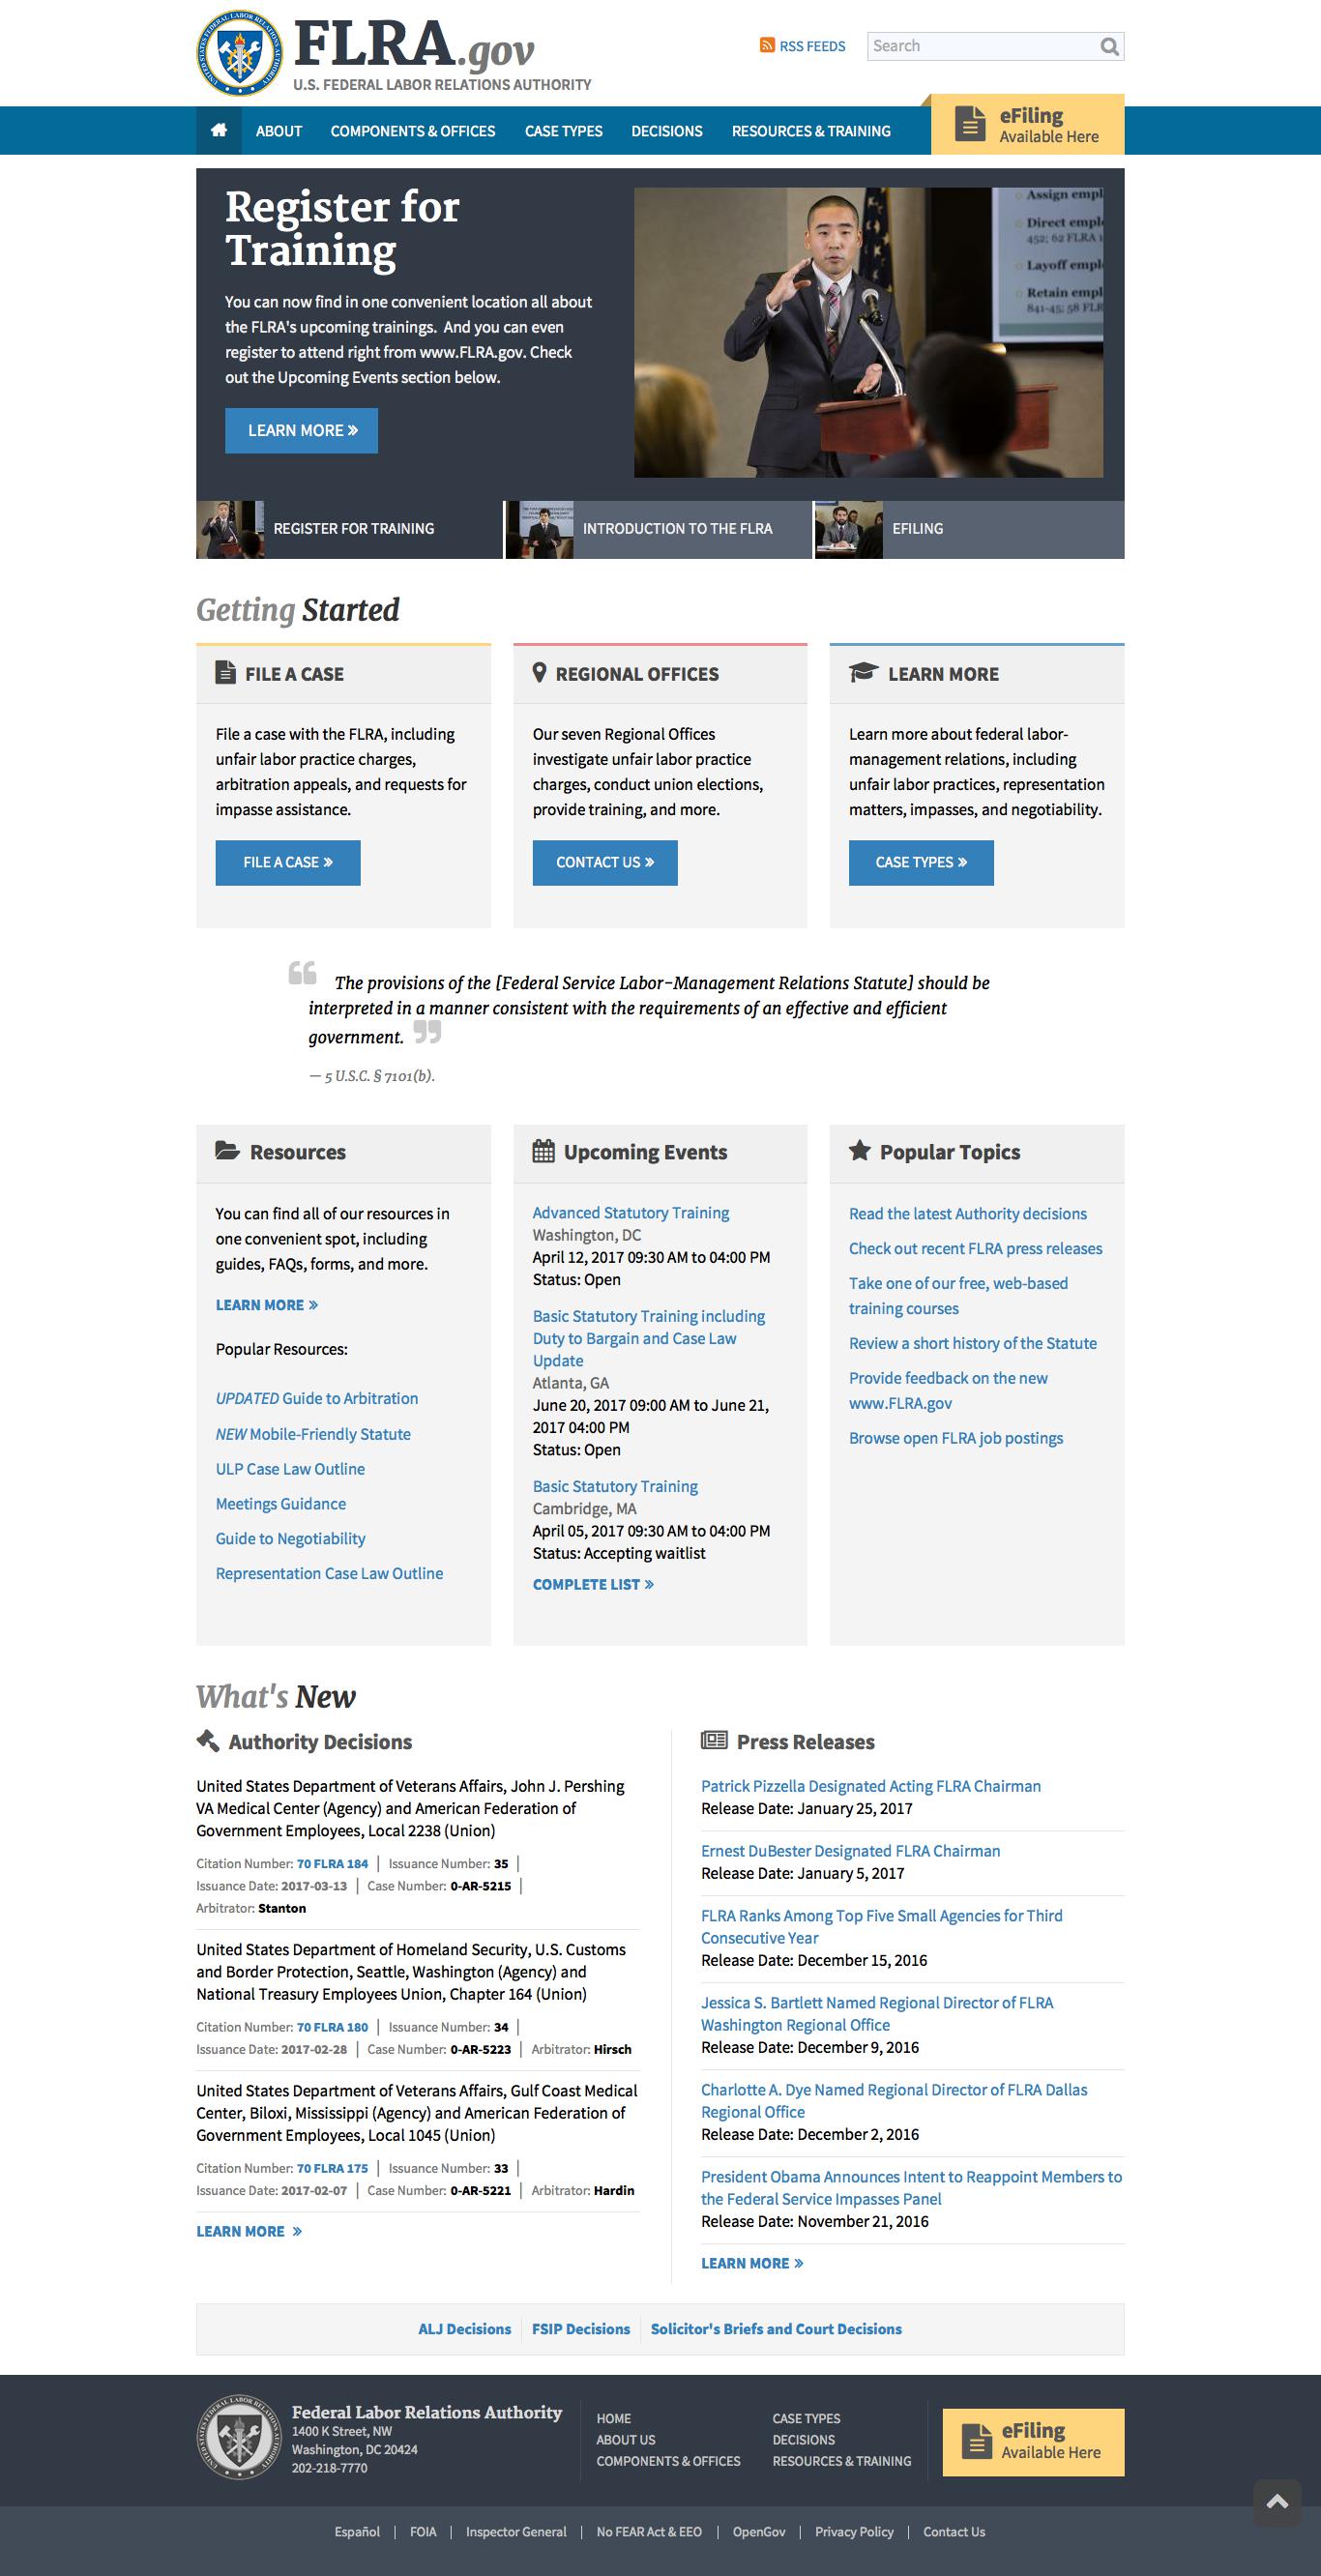 FLRA.gov
U.S. FEDERAL LABOR RELATIONS AUTHORITY
RSS FEEDS
Search
ABOUT
COMPONENTS & OFFICES
CASE TYPES
DECISIONS
RESOURCES & TRAINING
eFiling
Available Here
Register for
Training
You can now find in one convenient location all about
the FLRA's upcoming trainings. And you can even
register to attend right from www.FLRA.gov. Check
out the Upcoming Events section below.
LEARN MORE »
Assign empl
Direct empl
452; 62 FLRA
Layoff empl
Retain empl
841-45; 58 FLR
REGISTER FOR TRAINING
INTRODUCTION TO THE FLRA
EFILING
Getting Started
FILE A CASE
File a case with the FLRA, including
unfair labor practice charges,
arbitration appeals, and requests for
impasse assistance.
FILE A CASE »
REGIONAL OFFICES
Our seven Regional Offices
investigate unfair labor practice
charges, conduct union elections,
provide training, and more.
CONTACT US »
LEARN MORE
Learn more about federal labor-
management relations, including
unfair labor practices, representation
matters, impasses, and negotiability.
CASE TYPES »
“ The provisions of the [Federal Service Labor-Management Relations Statute] should be
interpreted in a manner consistent with the requirements of an effective and efficient
government. ”
— 5 U.S.C. § 7101(b).
Resources
You can find all of our resources in
one convenient spot, including
guides, FAQs, forms, and more.
LEARN MORE »
Popular Resources:
UPDATED Guide to Arbitration
NEW Mobile-Friendly Statute
ULP Case Law Outline
Meetings Guidance
Guide to Negotiability
Representation Case Law Outline
Upcoming Events
Advanced Statutory Training
Washington, DC
April 12, 2017 09:30 AM to 04:00 PM
Status: Open
Basic Statutory Training including
Duty to Bargain and Case Law
Update
Atlanta, GA
June 20, 2017 09:00 AM to June 21,
2017 04:00 PM
Status: Open
Basic Statutory Training
Cambridge, MA
April 05, 2017 09:30 AM to 04:00 PM
Status: Accepting waitlist
COMPLETE LIST »
Popular Topics
Read the latest Authority decisions
Check out recent FLRA press releases
Take one of our free, web-based
training courses
Review a short history of the Statute
Provide feedback on the new
www.FLRA.gov
Browse open FLRA job postings
What's New
Authority Decisions
United States Department of Veterans Affairs, John J. Pershing
VA Medical Center (Agency) and American Federation of
Government Employees, Local 2238 (Union)
Citation Number: 70 FLRA 184 | Issuance Number: 35 |
Issuance Date: 2017-03-13 | Case Number: 0-AR-5215 |
Arbitrator: Stanton
United States Department of Homeland Security, U.S. Customs
and Border Protection, Seattle, Washington (Agency) and
National Treasury Employees Union, Chapter 164 (Union)
Citation Number: 70 FLRA 180 | Issuance Number: 34 |
Issuance Date: 2017-02-28 | Case Number: 0-AR-5223 | Arbitrator: Hirsch
United States Department of Veterans Affairs, Gulf Coast Medical
Center, Biloxi, Mississippi (Agency) and American Federation of
Government Employees, Local 1045 (Union)
Citation Number: 70 FLRA 175 | Issuance Number: 33 |
Issuance Date: 2017-02-07 | Case Number: 0-AR-5221 | Arbitrator: Hardin
LEARN MORE »
Press Releases
Patrick Pizzella Designated Acting FLRA Chairman
Release Date: January 25, 2017
Ernest DuBester Designated FLRA Chairman
Release Date: January 5, 2017
FLRA Ranks Among Top Five Small Agencies for Third
Consecutive Year
Release Date: December 15, 2016
Jessica S. Bartlett Named Regional Director of FLRA
Washington Regional Office
Release Date: December 9, 2016
Charlotte A. Dye Named Regional Director of FLRA Dallas
Regional Office
Release Date: December 2, 2016
President Obama Announces Intent to Reappoint Members to
the Federal Service Impasses Panel
Release Date: November 21, 2016
LEARN MORE »
ALJ Decisions
FSIP Decisions
Solicitor's Briefs and Court Decisions
Federal Labor Relations Authority
1400 K Street, NW
Washington, DC 20424
202-218-7770
HOME
ABOUT US
COMPONENTS & OFFICES
CASE TYPES
DECISIONS
RESOURCES & TRAINING
eFiling
Available Here
Español | FOIA | Inspector General | No FEAR Act & EEO | OpenGov | Privacy Policy | Contact Us